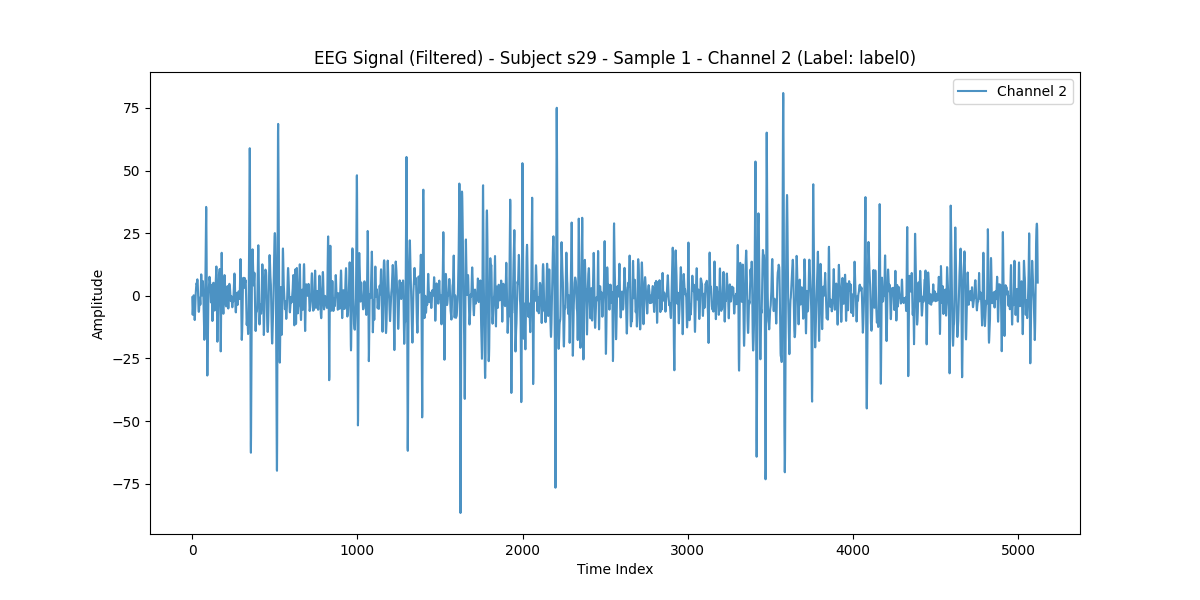 EEG Signal (Filtered) - Subject s29 - Sample 1 - Channel 2 (Label: label0)
Channel 2
75
50
25
0
−25
−50
−75
Amplitude
0 1000 2000 3000 4000 5000
Time Index